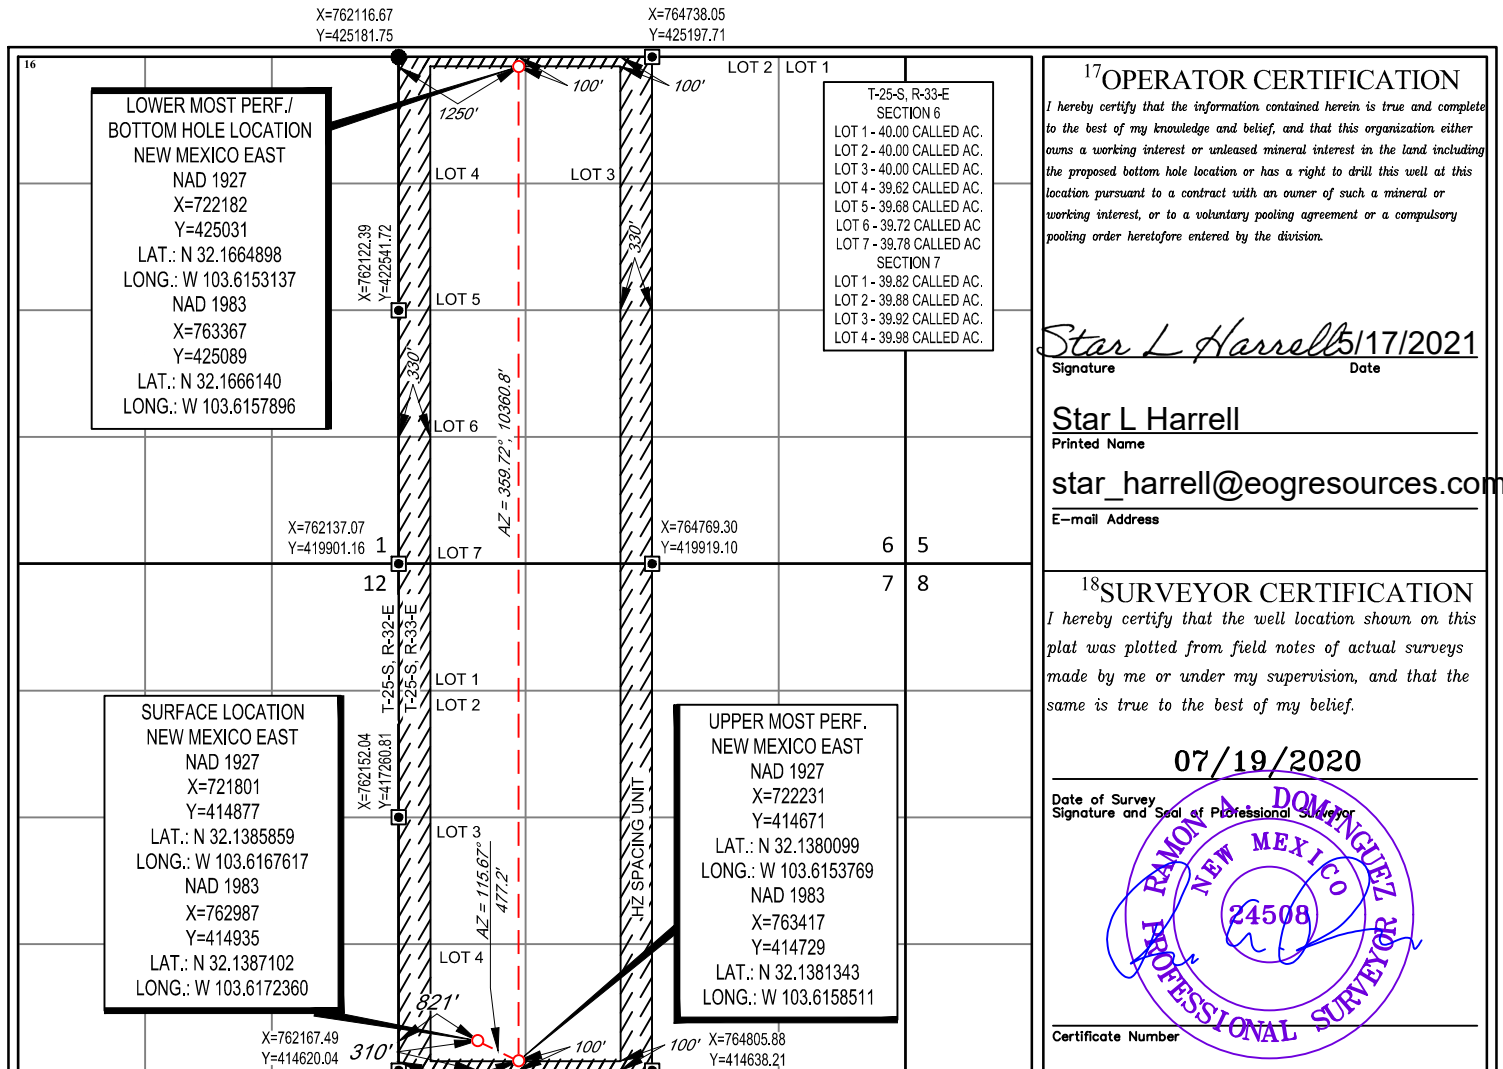 X=762116.67
Y=425181.75
X=764738.05
Y=425197.71
16
LOWER MOST PERF./
BOTTOM HOLE LOCATION
NEW MEXICO EAST
NAD 1927
X=722182
Y=425031
LAT.: N 32.1664898
LONG.: W 103.6153137
NAD 1983
X=763367
Y=425089
LAT.: N 32.1666140
LONG.: W 103.6157896
1250'
100'
100'
LOT 2
LOT 1
LOT 4
LOT 3
T-25-S, R-33-E
SECTION 6
LOT 1 - 40.00 CALLED AC.
LOT 2 - 40.00 CALLED AC.
LOT 3 - 40.00 CALLED AC.
LOT 4 - 39.62 CALLED AC.
LOT 5 - 39.68 CALLED AC.
LOT 6 - 39.72 CALLED AC
LOT 7 - 39.78 CALLED AC
SECTION 7
LOT 1 - 39.82 CALLED AC.
LOT 2 - 39.88 CALLED AC.
LOT 3 - 39.92 CALLED AC.
LOT 4 - 39.98 CALLED AC.
X=762122.39
Y=422541.72
330'
LOT 5
330'
LOT 6
AZ = 359.72°, 10360.8'
X=762137.07
Y=419901.16
1
LOT 7
X=764769.30
Y=419919.10
6
5
12
7
8
T-25-S, R-32-E
T-25-S, R-33-E
LOT 1
LOT 2
SURFACE LOCATION
NEW MEXICO EAST
NAD 1927
X=721801
Y=414877
LAT.: N 32.1385859
LONG.: W 103.6167617
NAD 1983
X=762987
Y=414935
LAT.: N 32.1387102
LONG.: W 103.6172360
X=762152.04
Y=417260.81
LOT 3
AZ = 115.67°
477.2'
LOT 4
HZ SPACING UNIT
UPPER MOST PERF.
NEW MEXICO EAST
NAD 1927
X=722231
Y=414671
LAT.: N 32.1380099
LONG.: W 103.6153769
NAD 1983
X=763417
Y=414729
LAT.: N 32.1381343
LONG.: W 103.6158511
821'
X=762167.49
Y=414620.04
310'
100'
100'
X=764805.88
Y=414638.21
17OPERATOR CERTIFICATION
I hereby certify that the information contained herein is true and complete
to the best of my knowledge and belief, and that this organization either
owns a working interest or unleased mineral interest in the land including
the proposed bottom hole location or has a right to drill this well at this
location pursuant to a contract with an owner of such a mineral or
working interest, or to a voluntary pooling agreement or a compulsory
pooling order heretofore entered by the division.
Star L Harrell 5/17/2021
Signature Date
Star L Harrell
Printed Name
star_harrell@eogresources.com
E-mail Address
18SURVEYOR CERTIFICATION
I hereby certify that the well location shown on this
plat was plotted from field notes of actual surveys
made by me or under my supervision, and that the
same is true to the best of my belief.
07/19/2020
Date of Survey
Signature and Seal of Professional Surveyor
RAMON A. DOMINGUEZ
NEW MEXICO
24508
PROFESSIONAL SURVEYOR
Certificate Number